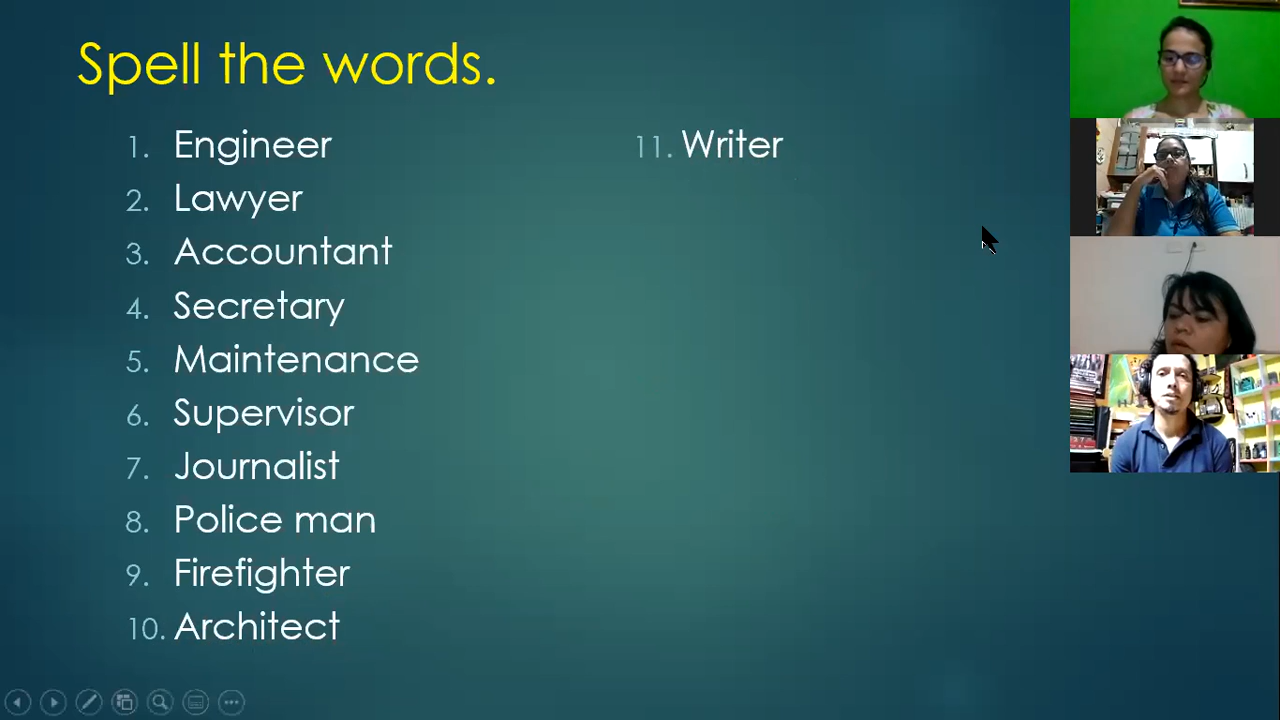 Spell the words.
1. Engineer
2. Lawyer
3. Accountant
4. Secretary
5. Maintenance
6. Supervisor
7. Journalist
8. Police man
9. Firefighter
10. Architect
11. Writer